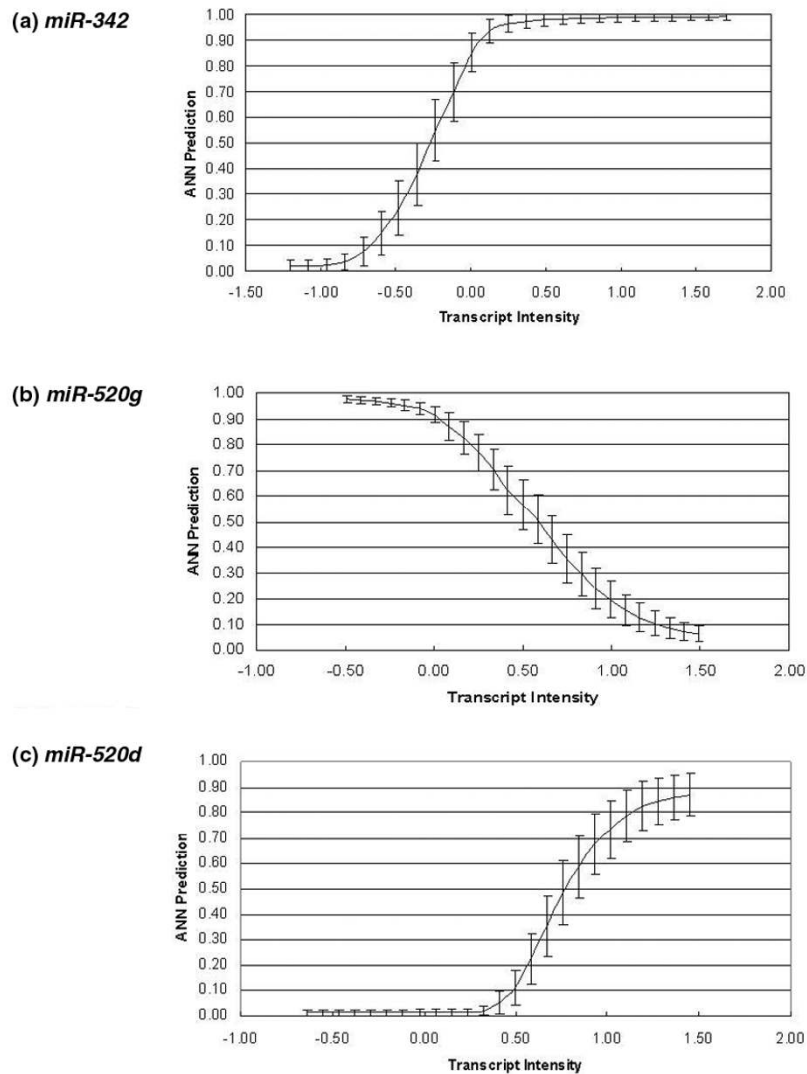 (a) miR-342
1.00
0.90
0.80
0.70
0.60
0.50
0.40
0.30
0.20
0.10
0.00
ANN Prediction
-1.50 -1.00 -0.50 0.00 0.50 1.00 1.50 2.00
Transcript Intensity
(b) miR-520g
1.00
0.90
0.80
0.70
0.60
0.50
0.40
0.30
0.20
0.10
0.00
ANN Prediction
-1.00 -0.50 0.00 0.50 1.00 1.50 2.00
Transcript Intensity
(c) miR-520d
1.00
0.90
0.80
0.70
0.60
0.50
0.40
0.30
0.20
0.10
0.00
ANN Prediction
-1.00 -0.50 0.00 0.50 1.00 1.50 2.00
Transcript Intensity